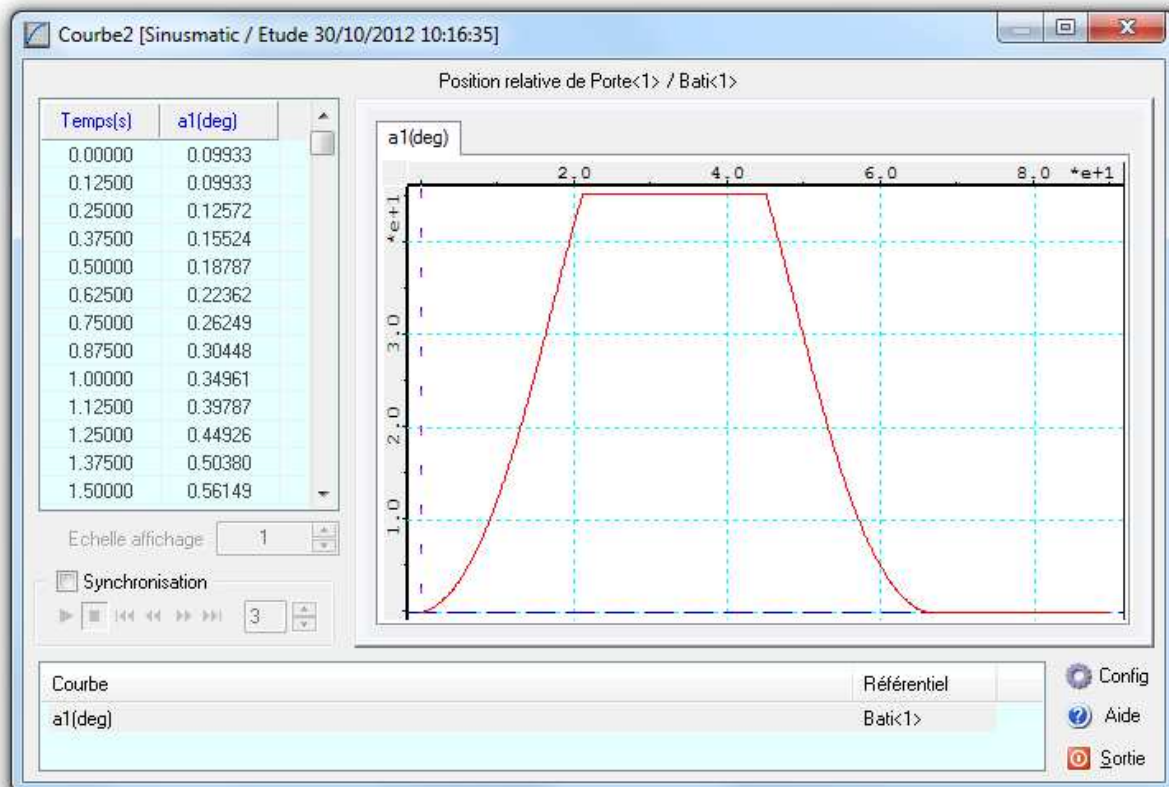 Courbe2 [Sinusmatic / Etude 30/10/2012 10:16:35]
Position relative de Porte<1> / Bati<1>
Temps(s) a1(deg)
0.00000 0.09933
0.12500 0.09933
0.25000 0.12572
0.37500 0.15524
0.50000 0.18787
0.62500 0.22362
0.75000 0.26249
0.87500 0.30448
1.00000 0.34961
1.12500 0.39787
1.25000 0.44926
1.37500 0.50380
1.50000 0.56149
Echelle affichage 1
Synchronisation
3
a1(deg)
2.0 4.0 6.0 8.0 *e+1
*e+1
3.0
2.0
1.0
Courbe Référentiel
a1(deg) Bati<1>
Config
Aide
Sortie